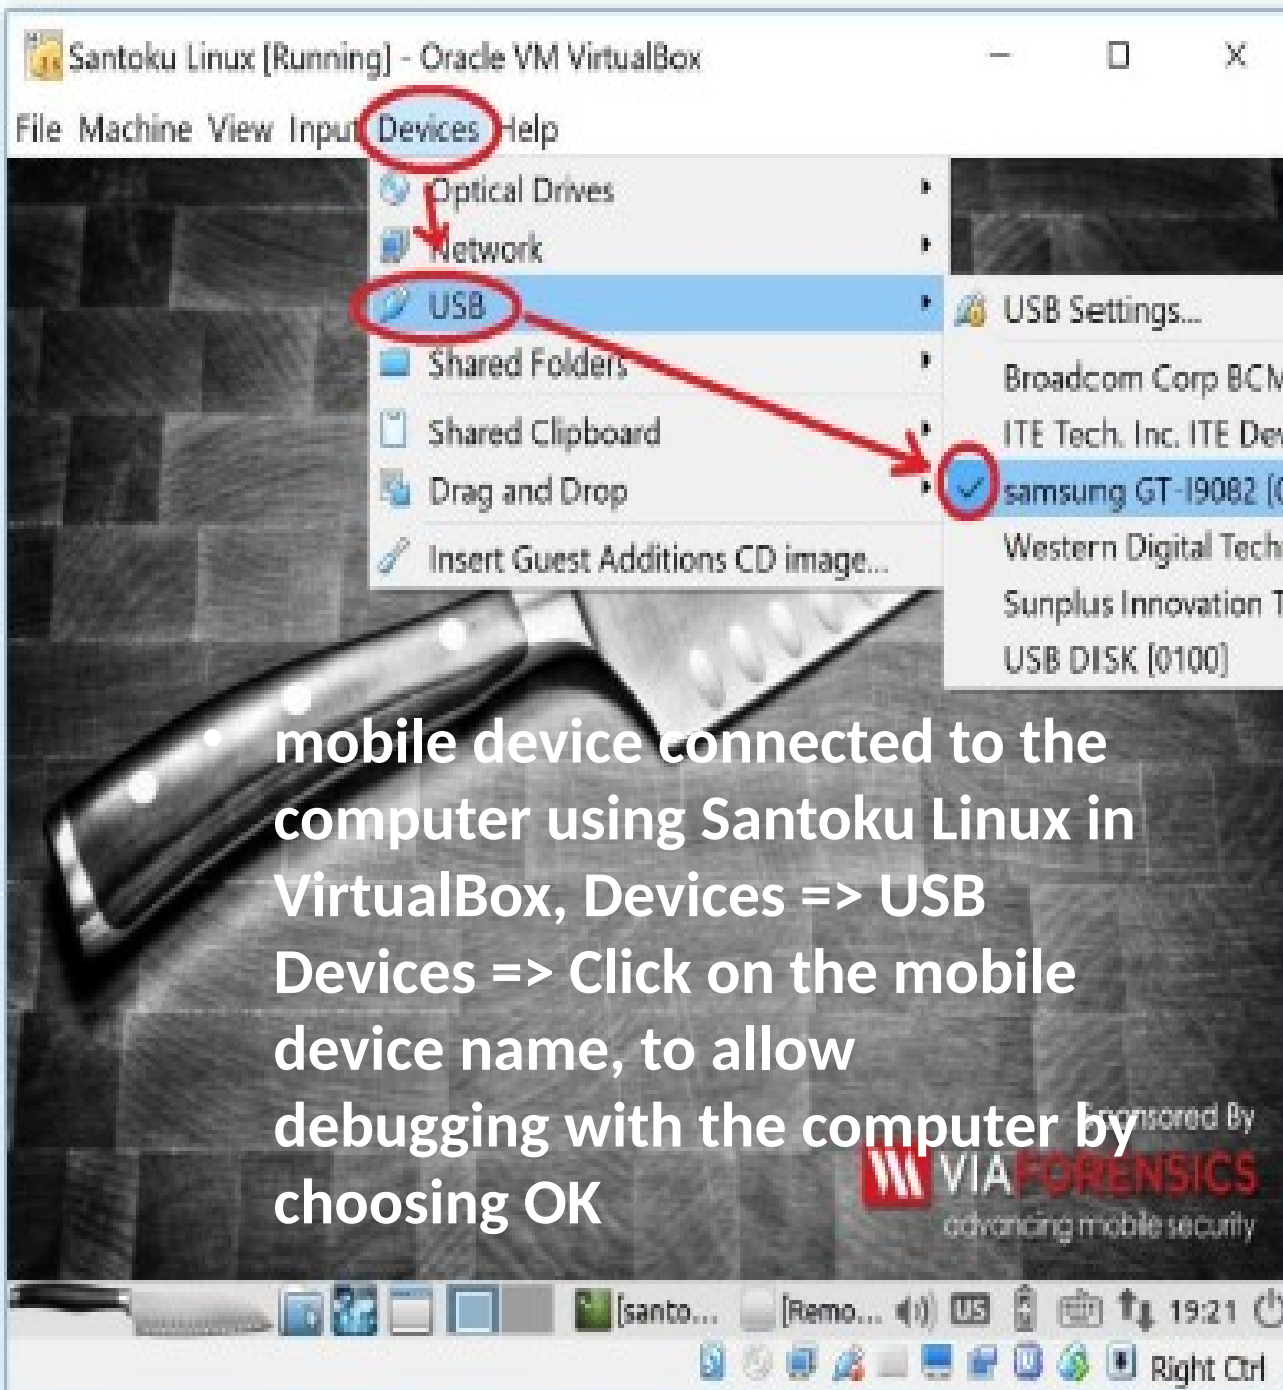 Santoku Linux [Running] - Oracle VM VirtualBox
File Machine View Input Devices Help
Optical Drives
Network
USB
Shared Folders
Shared Clipboard
Drag and Drop
Insert Guest Additions CD image...
USB Settings...
Broadcom Corp BCM
ITE Tech. Inc. ITE Dev
samsung GT-I9082 [0
Western Digital Tech
Sunplus Innovation T
USB DISK [0100]
• mobile device connected to the
computer using Santoku Linux in
VirtualBox, Devices => USB
Devices => Click on the mobile
device name, to allow
debugging with the computer by
choosing OK
Sponsored By
VIAFORENSICS
advancing mobile security
[santo... [Remo... US 19:21
Right Ctrl